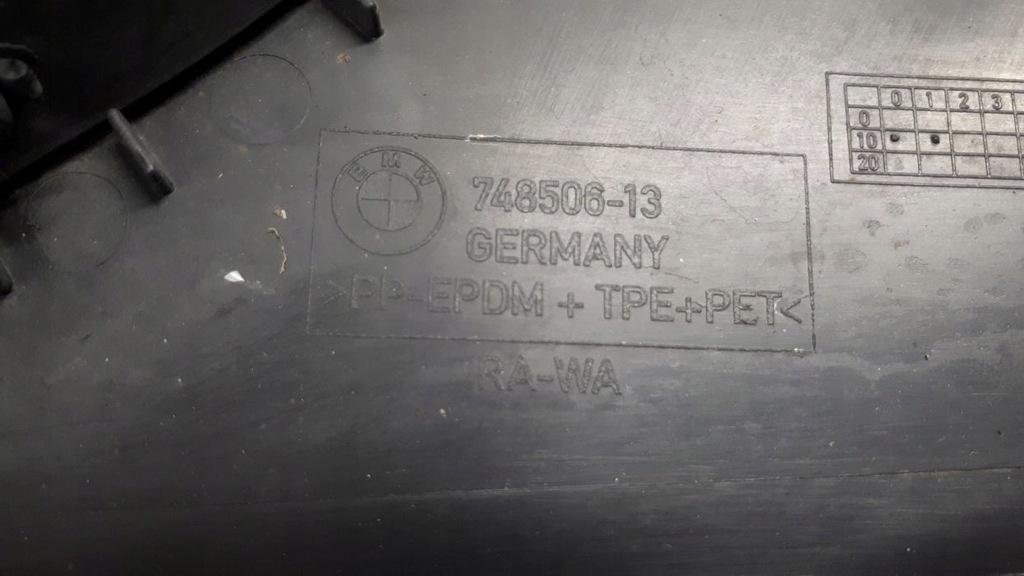 BMW
748506-13
GERMANY
>PP-EPDM + TPE+PET<
RA-WA
0 1 2 3
0
10
20